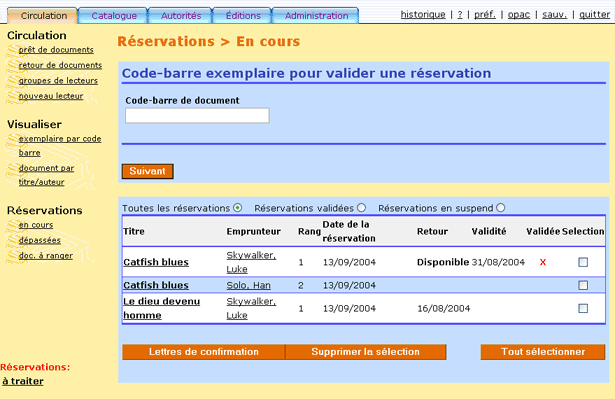 Circulation Catalogue Autorités Éditions Administration historique | ? | préf. | opac | sauv. | quitter
Circulation
prêt de documents
retour de documents
groupes de lecteurs
nouveau lecteur
Visualiser
exemplaire par code
barre
document par
titre/auteur
Réservations
en cours
dépassées
doc. à ranger
Réservations:
à traiter
Réservations > En cours
Code-barre exemplaire pour valider une réservation
Code-barre de document
Suivant
Toutes les réservations Réservations validées Réservations en suspend
Titre Emprunteur Rang Date de la réservation Retour Validité Validée Selection
Catfish blues Skywalker, Luke 1 13/09/2004 Disponible 31/08/2004 X
Catfish blues Solo, Han 2 13/09/2004
Le dieu devenu homme Skywalker, Luke 1 13/09/2004 16/08/2004
Lettres de confirmation Supprimer la sélection Tout sélectionner